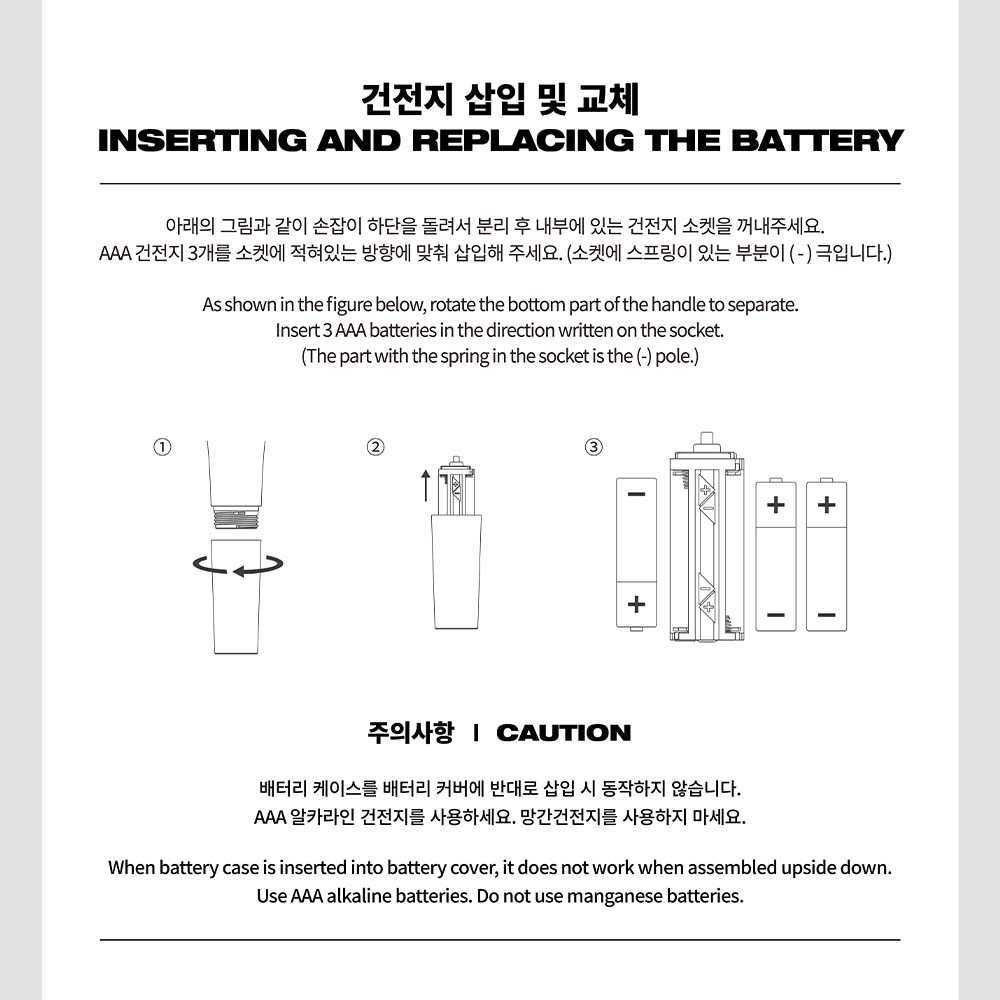 건전지 삽입 및 교체
INSERTING AND REPLACING THE BATTERY
아래의 그림과 같이 손잡이 하단을 돌려서 분리 후 내부에 있는 건전지 소켓을 꺼내주세요.
AAA 건전지 3개를 소켓에 적혀있는 방향에 맞춰 삽입해 주세요. (소켓에 스프링이 있는 부분이 ( - ) 극입니다.)
As shown in the figure below, rotate the bottom part of the handle to separate.
Insert 3 AAA batteries in the direction written on the socket.
(The part with the spring in the socket is the (-) pole.)
① ② ③
주의사항 | CAUTION
배터리 케이스를 배터리 커버에 반대로 삽입 시 동작하지 않습니다.
AAA 알카라인 건전지를 사용하세요. 망간건전지를 사용하지 마세요.
When battery case is inserted into battery cover, it does not work when assembled upside down.
Use AAA alkaline batteries. Do not use manganese batteries.